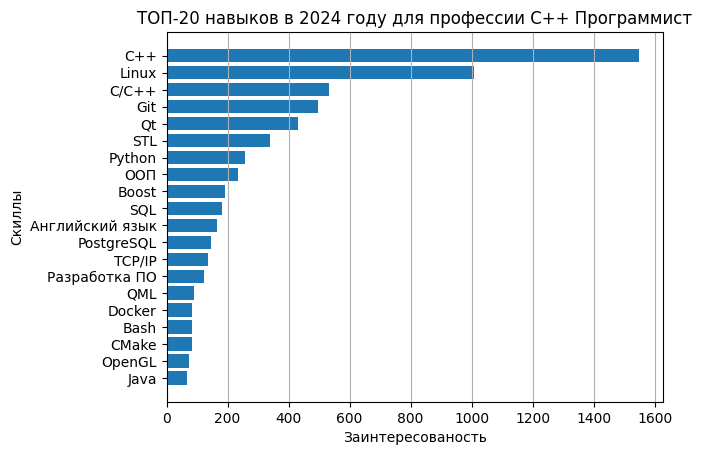 ТОП-20 навыков в 2024 году для профессии C++ Программист
C++
Linux
C/C++
Git
Qt
STL
Python
ООП
Boost
SQL
Английский язык
PostgreSQL
TCP/IP
Разработка ПО
QML
Docker
Bash
CMake
OpenGL
Java
Скиллы
0 200 400 600 800 1000 1200 1400 1600
Заинтересованость